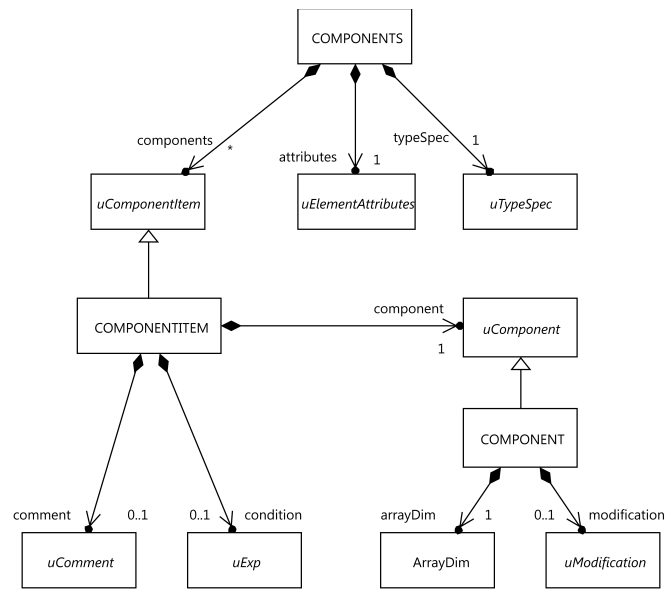 COMPONENTS
components
*
attributes
1
typeSpec
1
uComponentItem
uElementAttributes
uTypeSpec
COMPONENTITEM
component
1
uComponent
COMPONENT
comment
0..1
0..1
condition
arrayDim
1
0..1
modification
uComment
uExp
ArrayDim
uModification